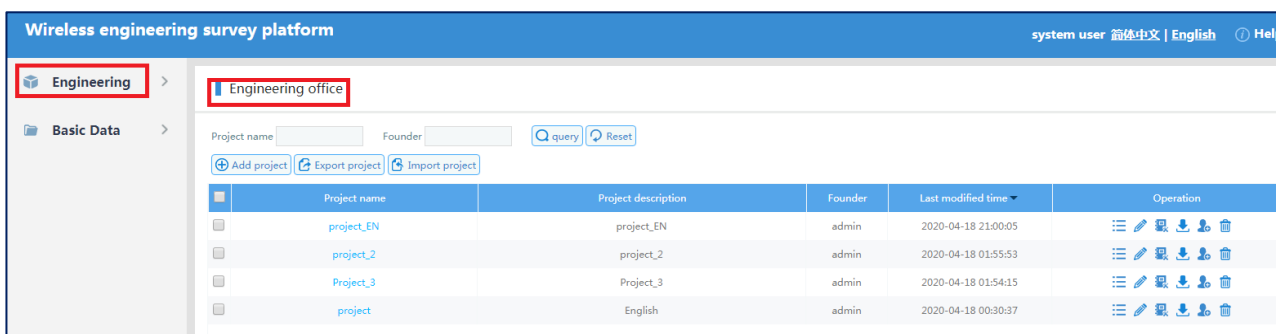 Wireless engineering survey platform
system user 简体中文 | English Help
Engineering
Engineering office
Basic Data
Project name Founder query Reset
Add project Export project Import project
Project name Project description Founder Last modified time Operation
project_EN project_EN admin 2020-04-18 21:00:05
project_2 project_2 admin 2020-04-18 01:55:53
Project_3 Project_3 admin 2020-04-18 01:54:15
project English admin 2020-04-18 00:30:37